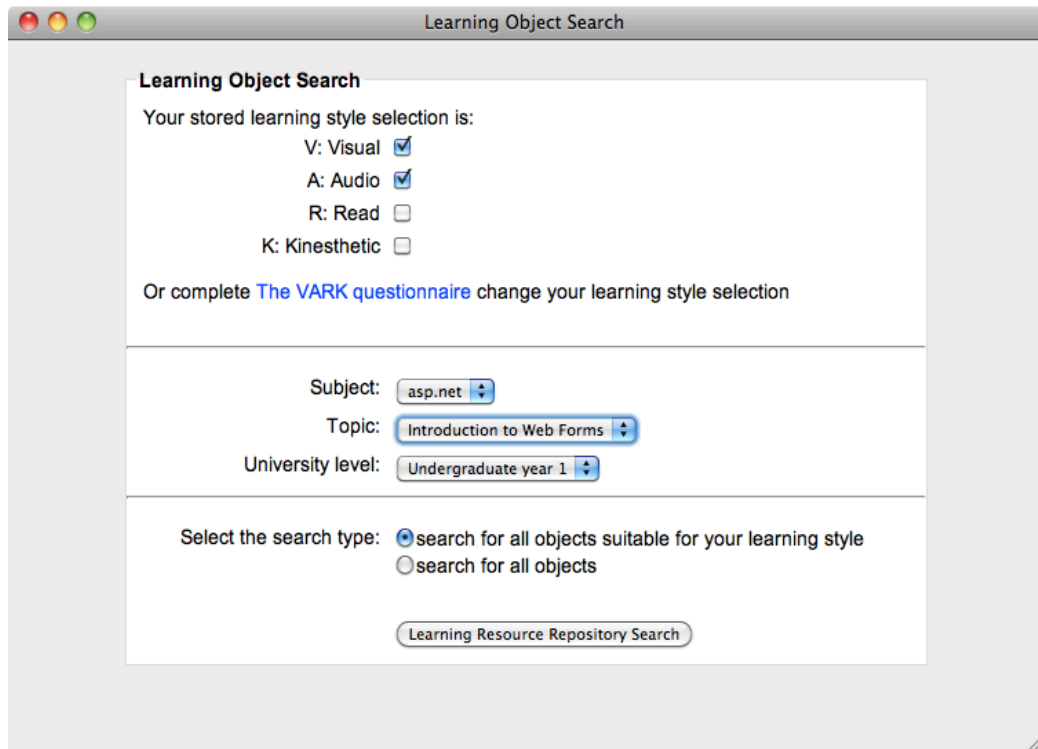 Learning Object Search
Learning Object Search
Your stored learning style selection is:
V: Visual
A: Audio
R: Read
K: Kinesthetic
Or complete The VARK questionnaire change your learning style selection
Subject: asp.net
Topic: Introduction to Web Forms
University level: Undergraduate year 1
Select the search type: search for all objects suitable for your learning style
search for all objects
Learning Resource Repository Search